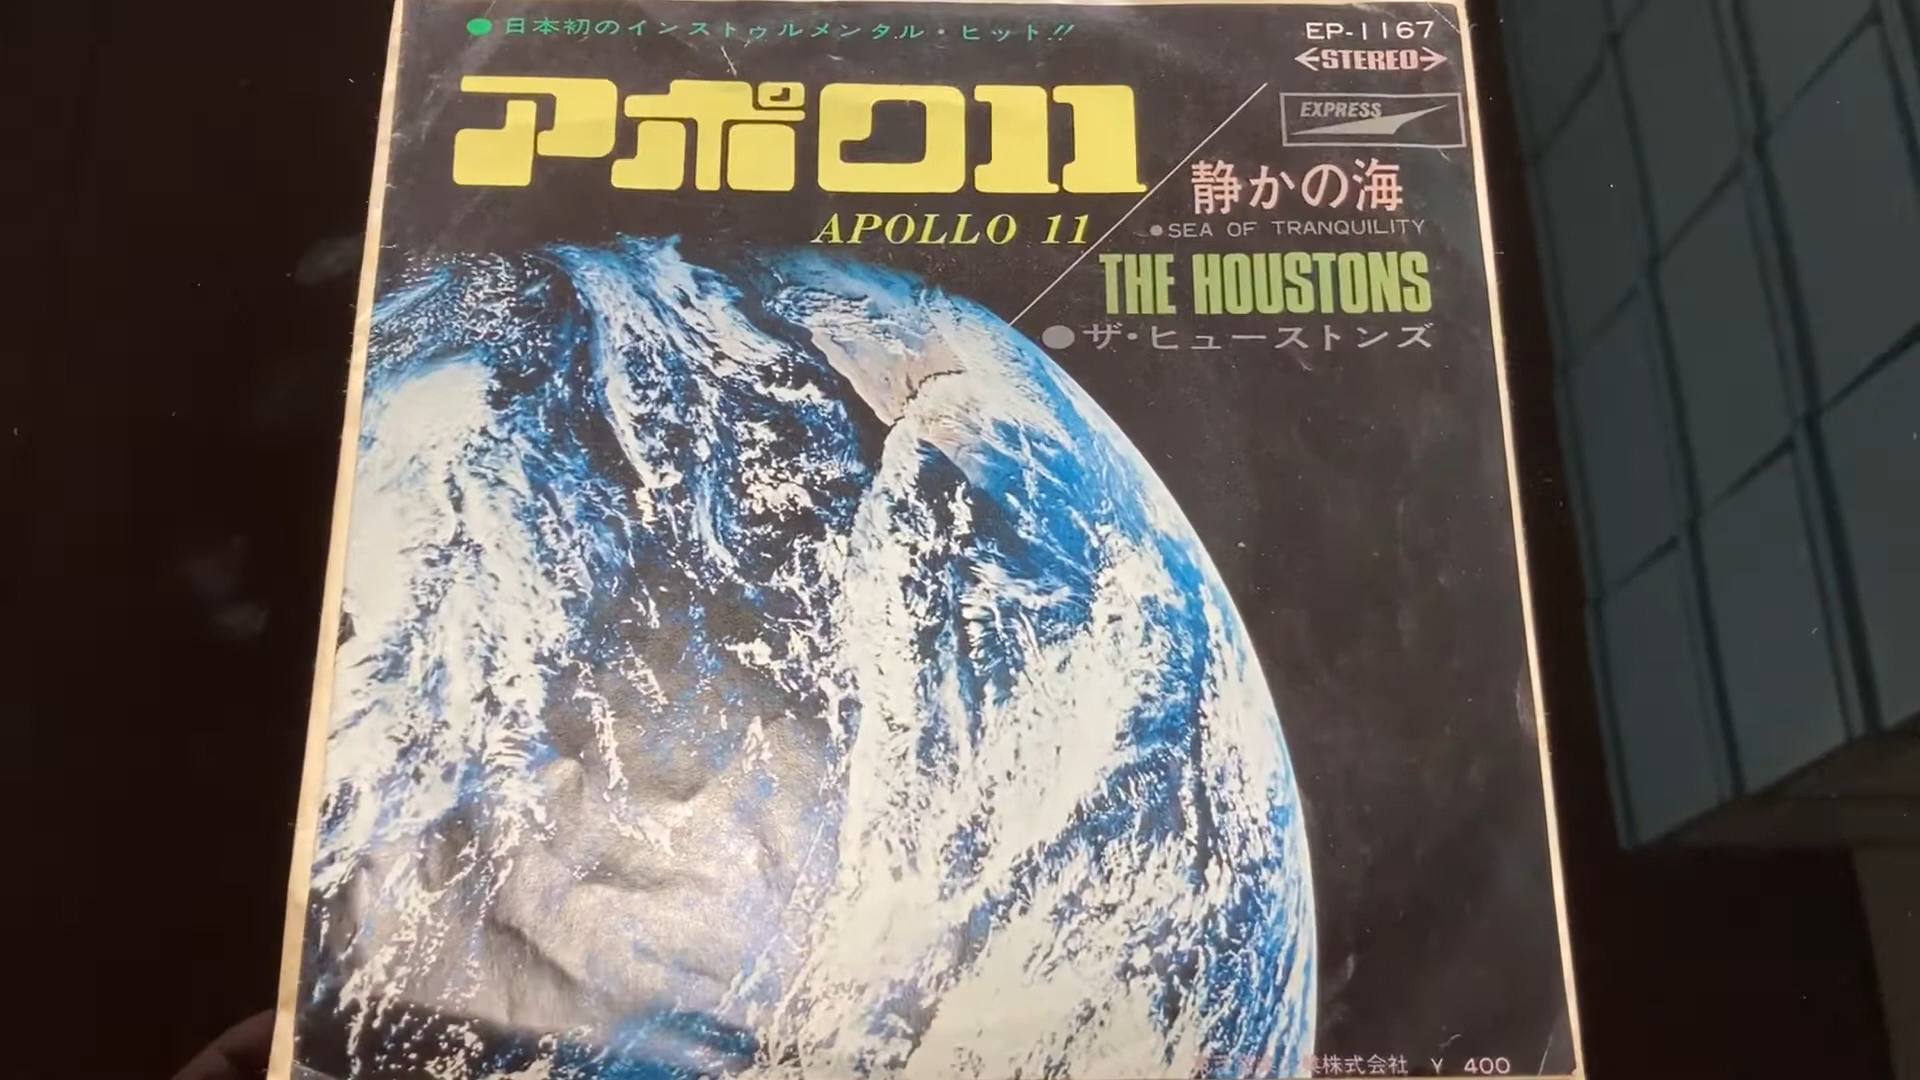 ●日本初のインストゥルメンタル・ヒット!!
EP-1167
STEREO
EXPRESS
アポロ11
APOLLO 11
静かの海
●SEA OF TRANQUILITY
THE HOUSTONS
●ザ・ヒューストンズ
株式会社 ¥ 400